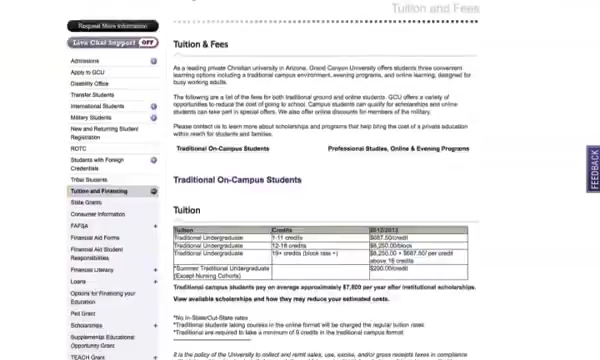 Tuition and Fees
Request More Information
Live Chat Support OFF
Admissions
Apply to GCU
Disability Office
Transfer Students
International Students
Military Students
New and Returning Student
Registration
ROTC
Students with Foreign
Credentials
Tribal Students
Tuition and Financing
State Grants
Consumer Information
FAFSA +
Financial Aid Forms
Financial Aid Student
Responsibilities
Financial Literacy +
Loans +
Options for Financing your
Education
Pell Grant
Scholarships +
Supplemental Educational
Opportunity Grant
TEACH Grant +
Tuition & Fees
As a leading private Christian university in Arizona, Grand Canyon University offers students three convenient
learning options including a traditional campus environment, evening programs, and online learning, designed for
busy working adults.
The following are a list of the fees for both traditional ground and online students. GCU offers a variety of
opportunities to reduce the cost of going to school. Campus students can qualify for scholarships and online
students can take part in special offers. We also offer online discounts for members of the military.
Please contact us to learn more about scholarships and programs that help bring the cost of a private education
within reach for students and families.
Traditional On-Campus Students Professional Studies, Online & Evening Programs
Traditional On-Campus Students
Tuition
Tuition Credits 2012/2013
Traditional Undergraduate 1-11 credits $687.50/credit
Traditional Undergraduate 12-18 credits $8,250.00/block
Traditional Undergraduate 19+ credits (block rate +) $8,250.00 + $687.50/ per credit
above 18 credits
*Summer Traditional Undergraduate $200.00/credit
(Except Nursing Cohorts)
Traditional campus students pay on average approximately $7,800 per year after institutional scholarships.
View available scholarships and how they may reduce your estimated costs.
*No In-State/Out-State rates
*Traditional students taking courses in the online format will be charged the regular tuition rates.
*Traditional are required to take a minimum of 9 credits in the traditional campus format
It is the policy of the University to collect and remit sales, use, excise, and/or gross receipts taxes in compliance
FEEDBACK